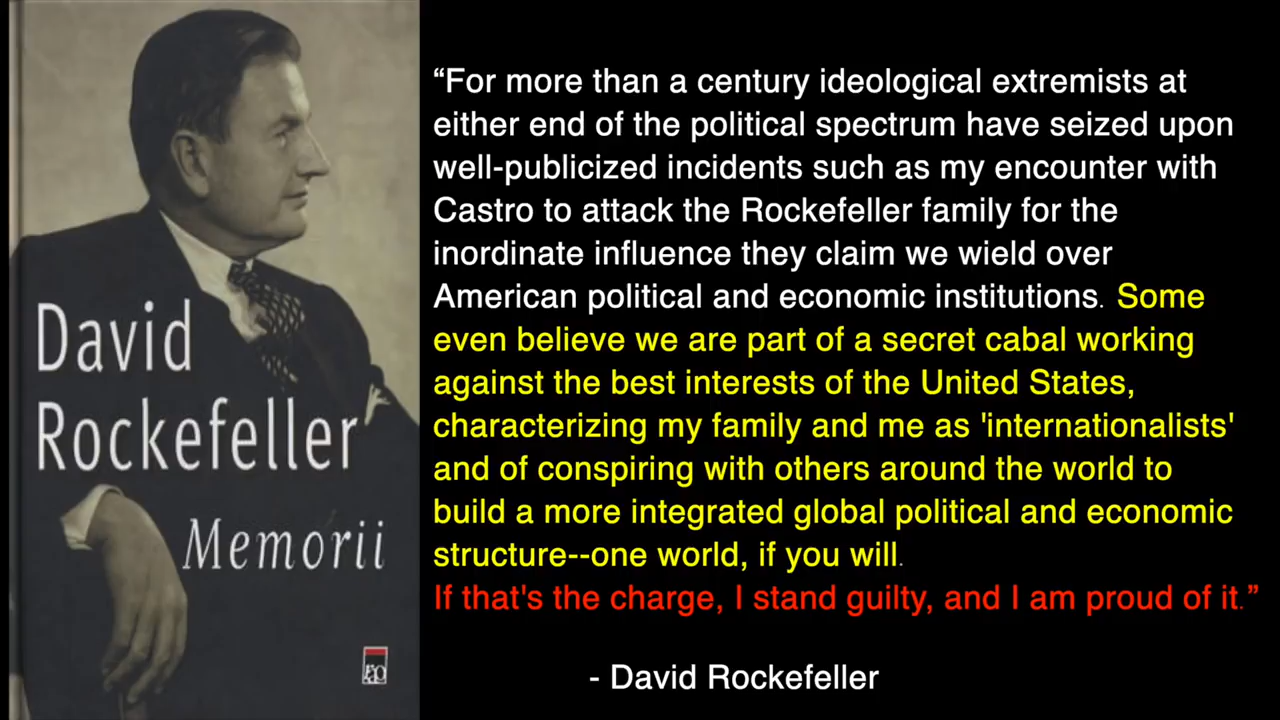 David
Rockefeller
Memorii
rao
“For more than a century ideological extremists at
either end of the political spectrum have seized upon
well-publicized incidents such as my encounter with
Castro to attack the Rockefeller family for the
inordinate influence they claim we wield over
American political and economic institutions. Some
even believe we are part of a secret cabal working
against the best interests of the United States,
characterizing my family and me as 'internationalists'
and of conspiring with others around the world to
build a more integrated global political and economic
structure--one world, if you will.
If that's the charge, I stand guilty, and I am proud of it.”
- David Rockefeller